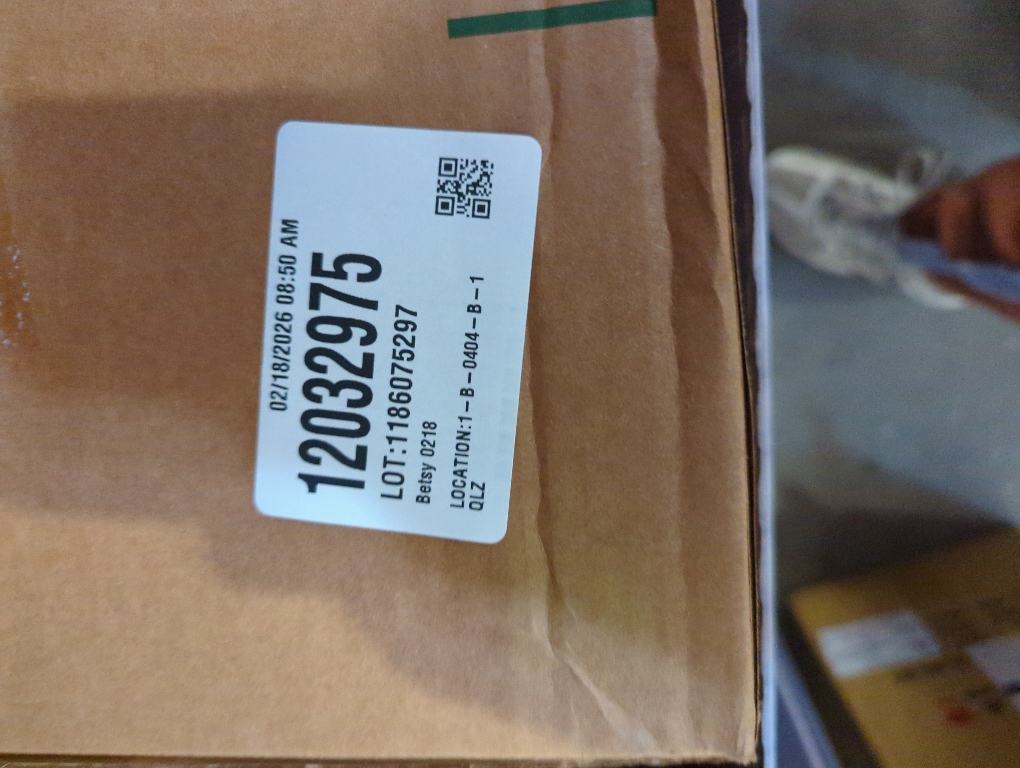 02/18/2026 08:50 AM
12032975
LOT:1186075297
Betsy 0218
LOCATION:1-B-0404-B-1
QLZ